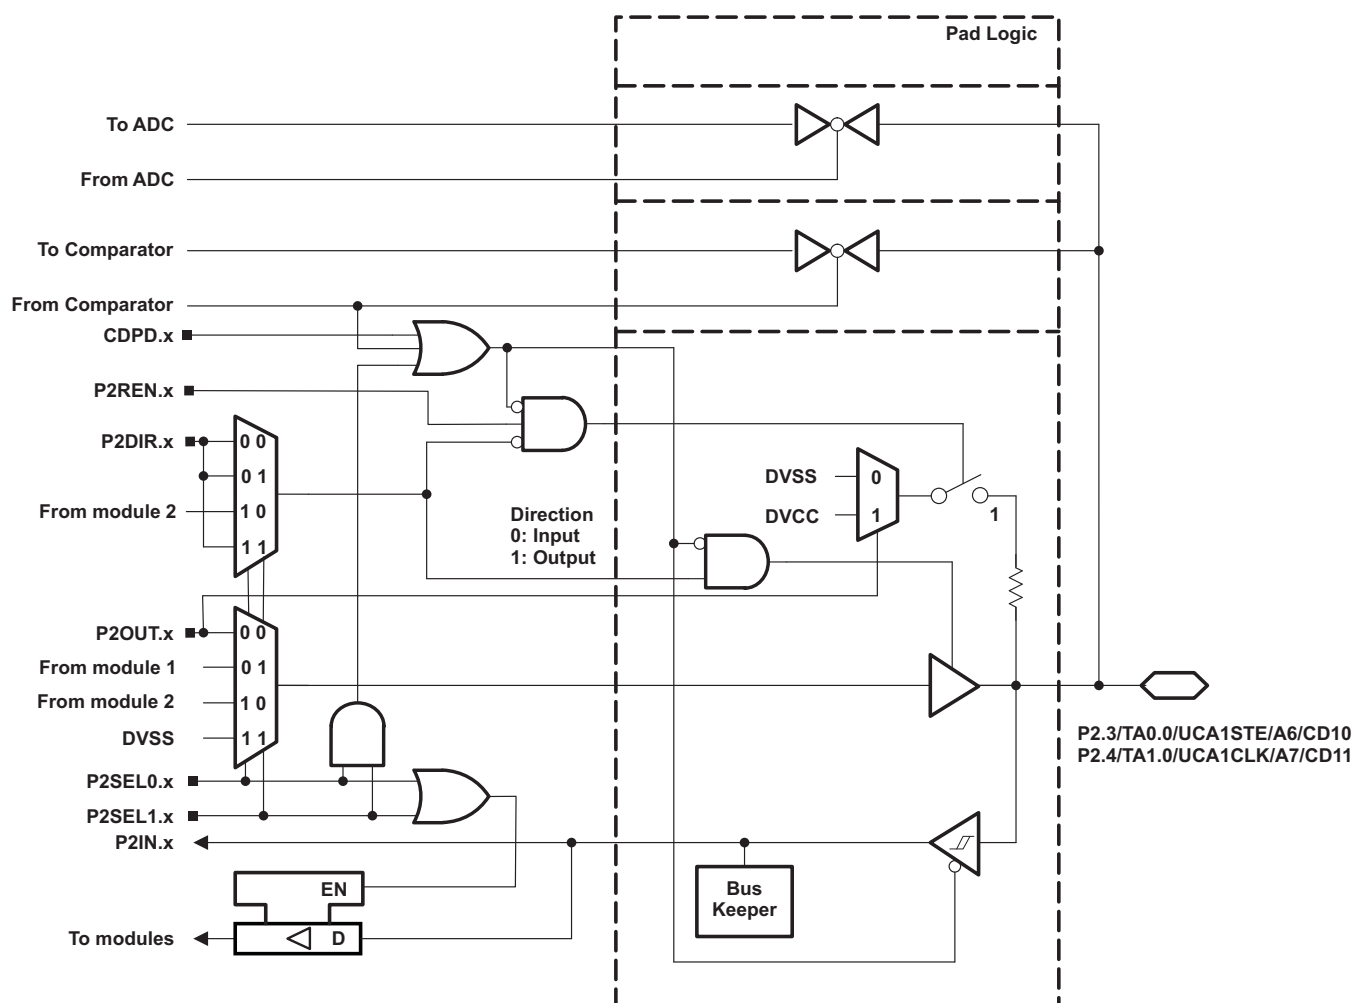 Pad Logic
To ADC
From ADC
To Comparator
From Comparator
CDPD.x
P2REN.x
P2DIR.x
0 0
0 1
From module 2
1 0
1 1
Direction
0: Input
1: Output
DVSS
0
DVCC
1
1
P2OUT.x
0 0
From module 1
0 1
From module 2
1 0
DVSS
1 1
P2.3/TA0.0/UCA1STE/A6/CD10
P2.4/TA1.0/UCA1CLK/A7/CD11
P2SEL0.x
P2SEL1.x
P2IN.x
Bus
Keeper
EN
To modules
D